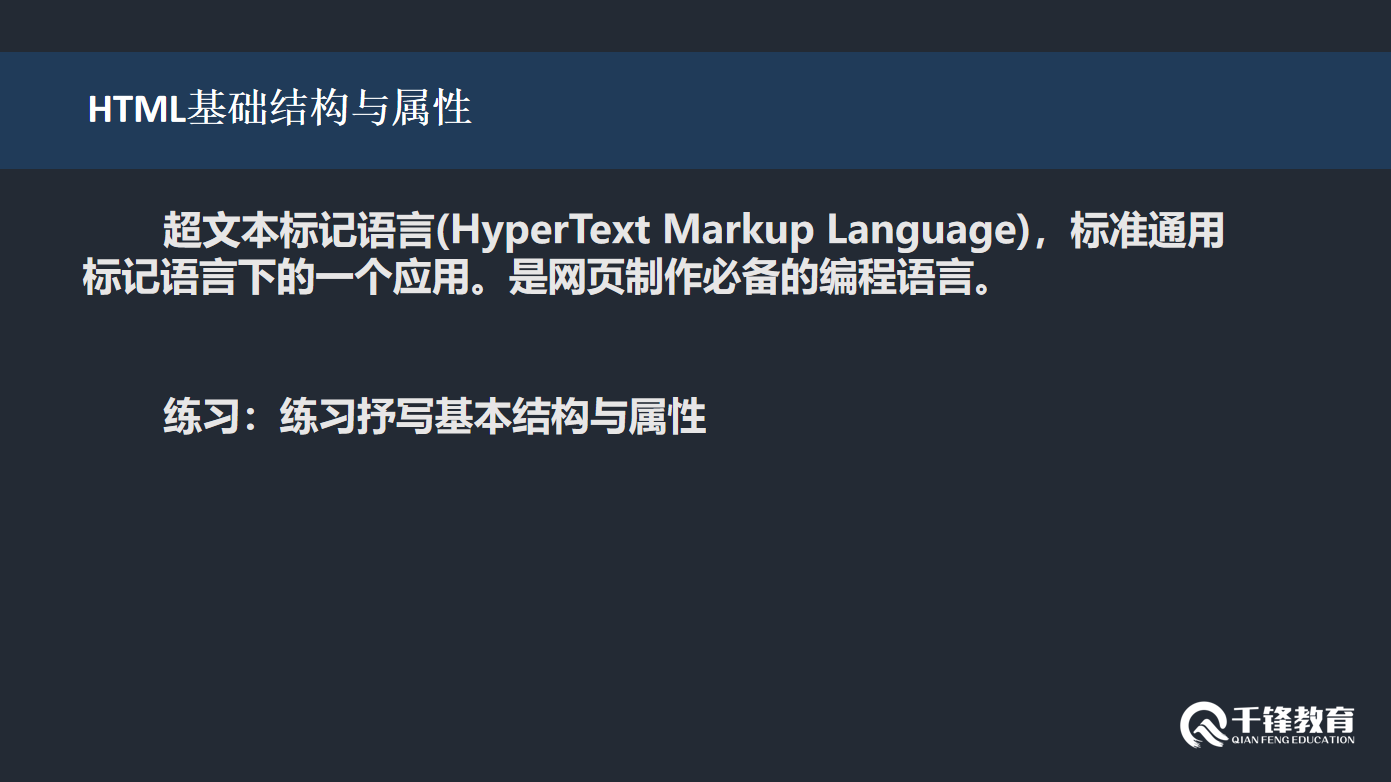 HTML基础结构与属性
超文本标记语言(HyperText Markup Language)，标准通用
标记语言下的一个应用。是网页制作必备的编程语言。
练习：练习抒写基本结构与属性
千锋教育
QIAN FENG EDUCATION